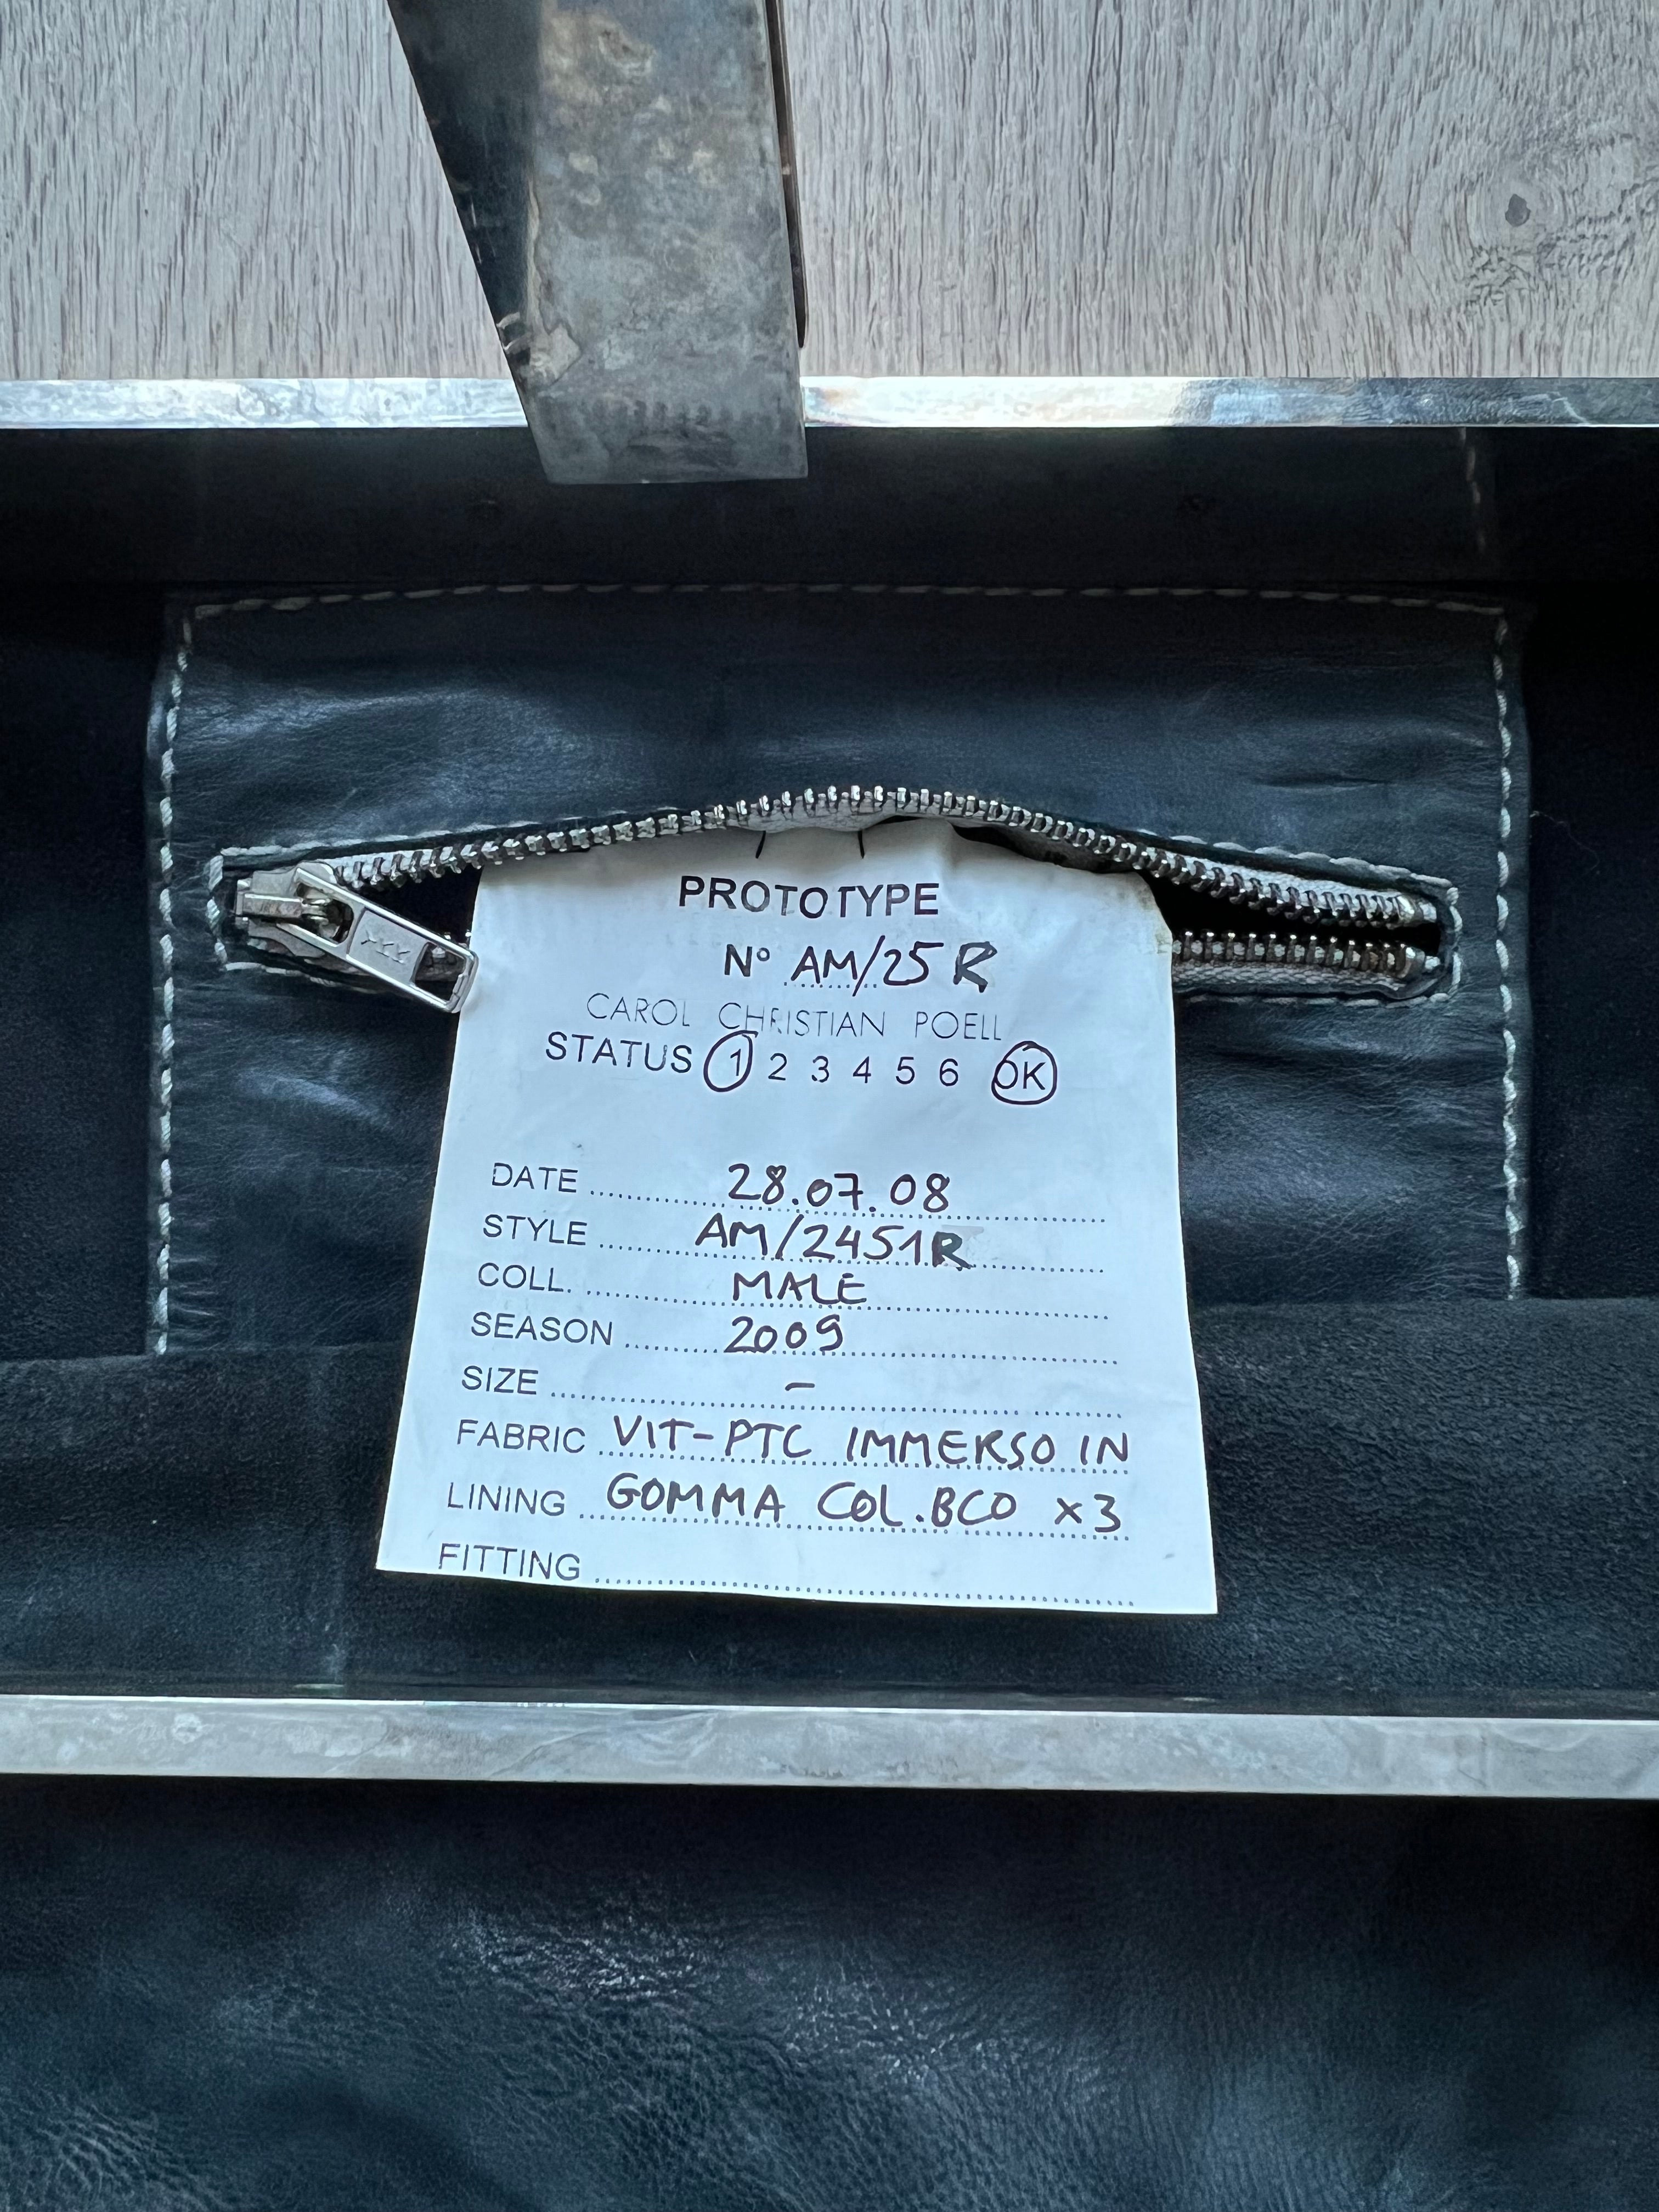 PROTOTYPE
N° AM/25R
CAROL CHRISTIAN POELL
STATUS 1 2 3 4 5 6 OK
DATE 28.07.08
STYLE AM/2451R
COLL. MALE
SEASON 2009
SIZE –
FABRIC VIT-PTC IMMERSO IN
LINING GOMMA COL.BCO x3
FITTING
YKK